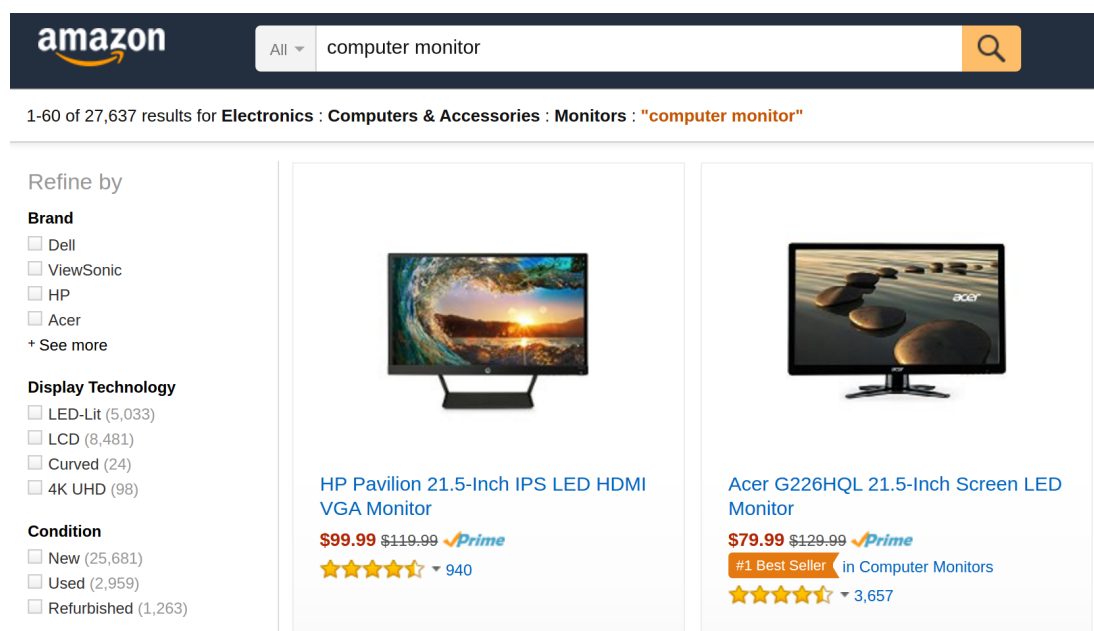 amazon
All
computer monitor
1-60 of 27,637 results for Electronics : Computers & Accessories : Monitors : "computer monitor"
Refine by
Brand
Dell
ViewSonic
HP
Acer
+ See more
Display Technology
LED-Lit (5,033)
LCD (8,481)
Curved (24)
4K UHD (98)
Condition
New (25,681)
Used (2,959)
Refurbished (1,263)
HP Pavilion 21.5-Inch IPS LED HDMI
VGA Monitor
$99.99 $119.99 Prime
940
acer
acer
Acer G226HQL 21.5-Inch Screen LED
Monitor
$79.99 $129.99 Prime
#1 Best Seller in Computer Monitors
3,657